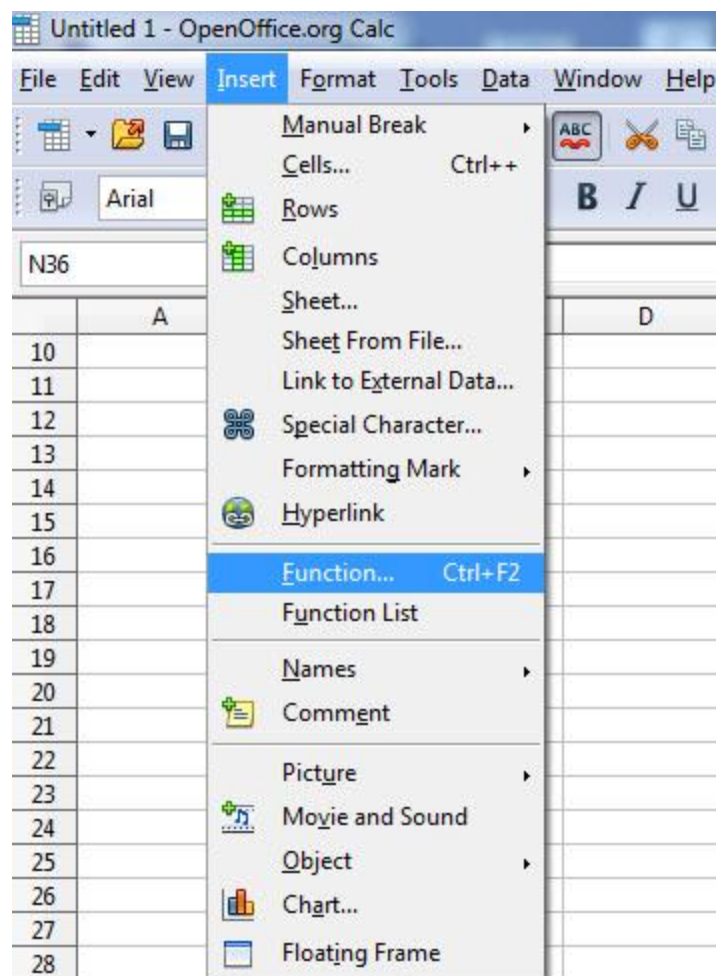 Untitled 1 - OpenOffice.org Calc
File Edit View Insert Format Tools Data Window Help
Manual Break
ABC
Cells... Ctrl++
Arial
B I U
Rows
N36
Columns
Sheet...
A D
Sheet From File...
10
Link to External Data...
11
12
Special Character...
13
Formatting Mark
14
15
Hyperlink
16
Function... Ctrl+F2
17
Function List
18
19
Names
20
21
Comment
22
Picture
23
24
Movie and Sound
25
Object
26
Chart...
27
28
Floating Frame